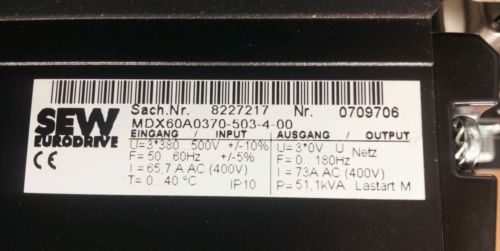 Sach.Nr. 8227217 Nr. 0709706
MDX60A0370-503-4-00
SEW
EURODRIVE
CE
EINGANG / INPUT AUSGANG / OUTPUT
U=3*380 500V +/-10% U=3*0V U Netz
F= 50 60Hz +/-5% F= 0...180Hz
I = 65,7 A AC (400V) I = 73A AC (400V)
T= 0...40 °C IP10 P= 51,1kVA Lastart M